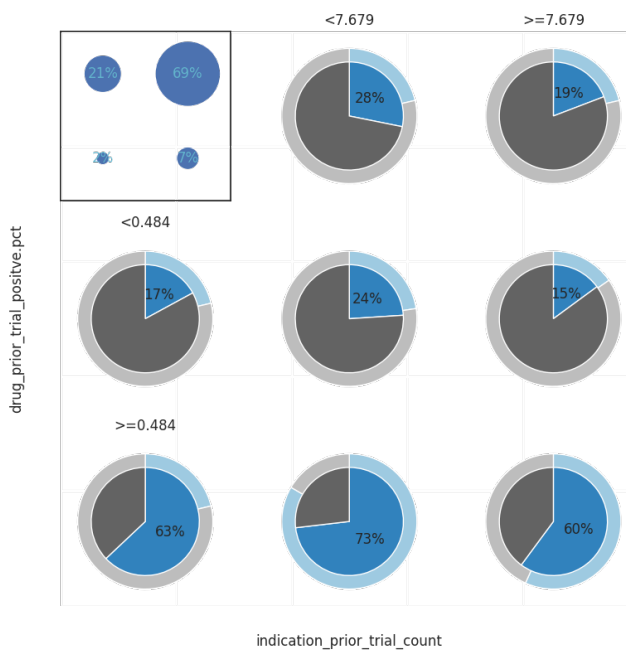 <7.679 >=7.679
21% 69%
28% 19%
2% 7%
<0.484
17% 24% 15%
>=0.484
63% 73% 60%
drug_prior_trial_positve.pct
indication_prior_trial_count